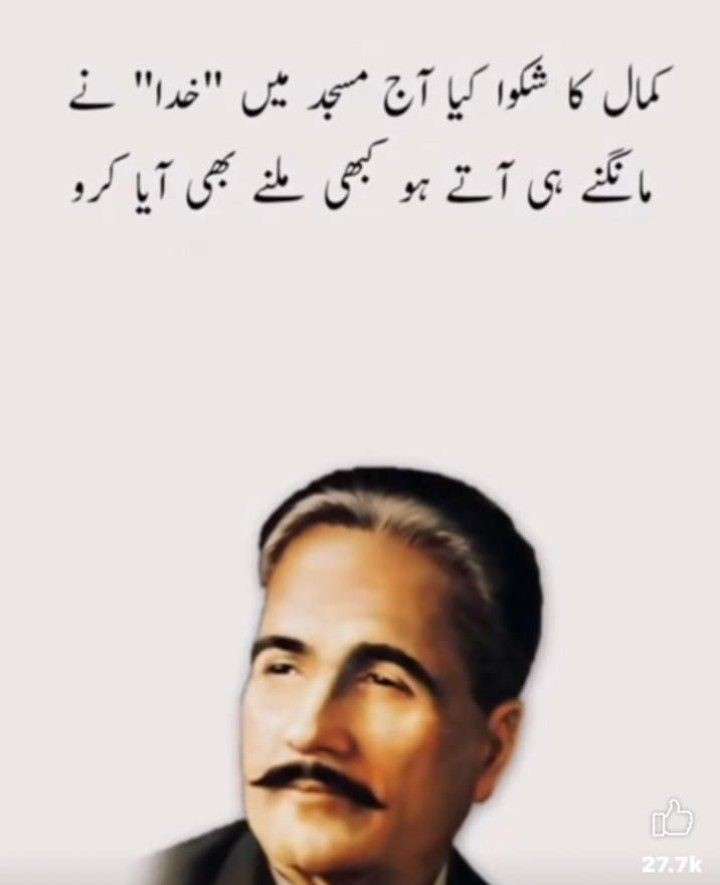 کمال کا شکوا کیا آج مسجد میں "خدا" نے
مانگنے ہی آتے ہو کبھی ملنے بھی آیا کرو
27.7k